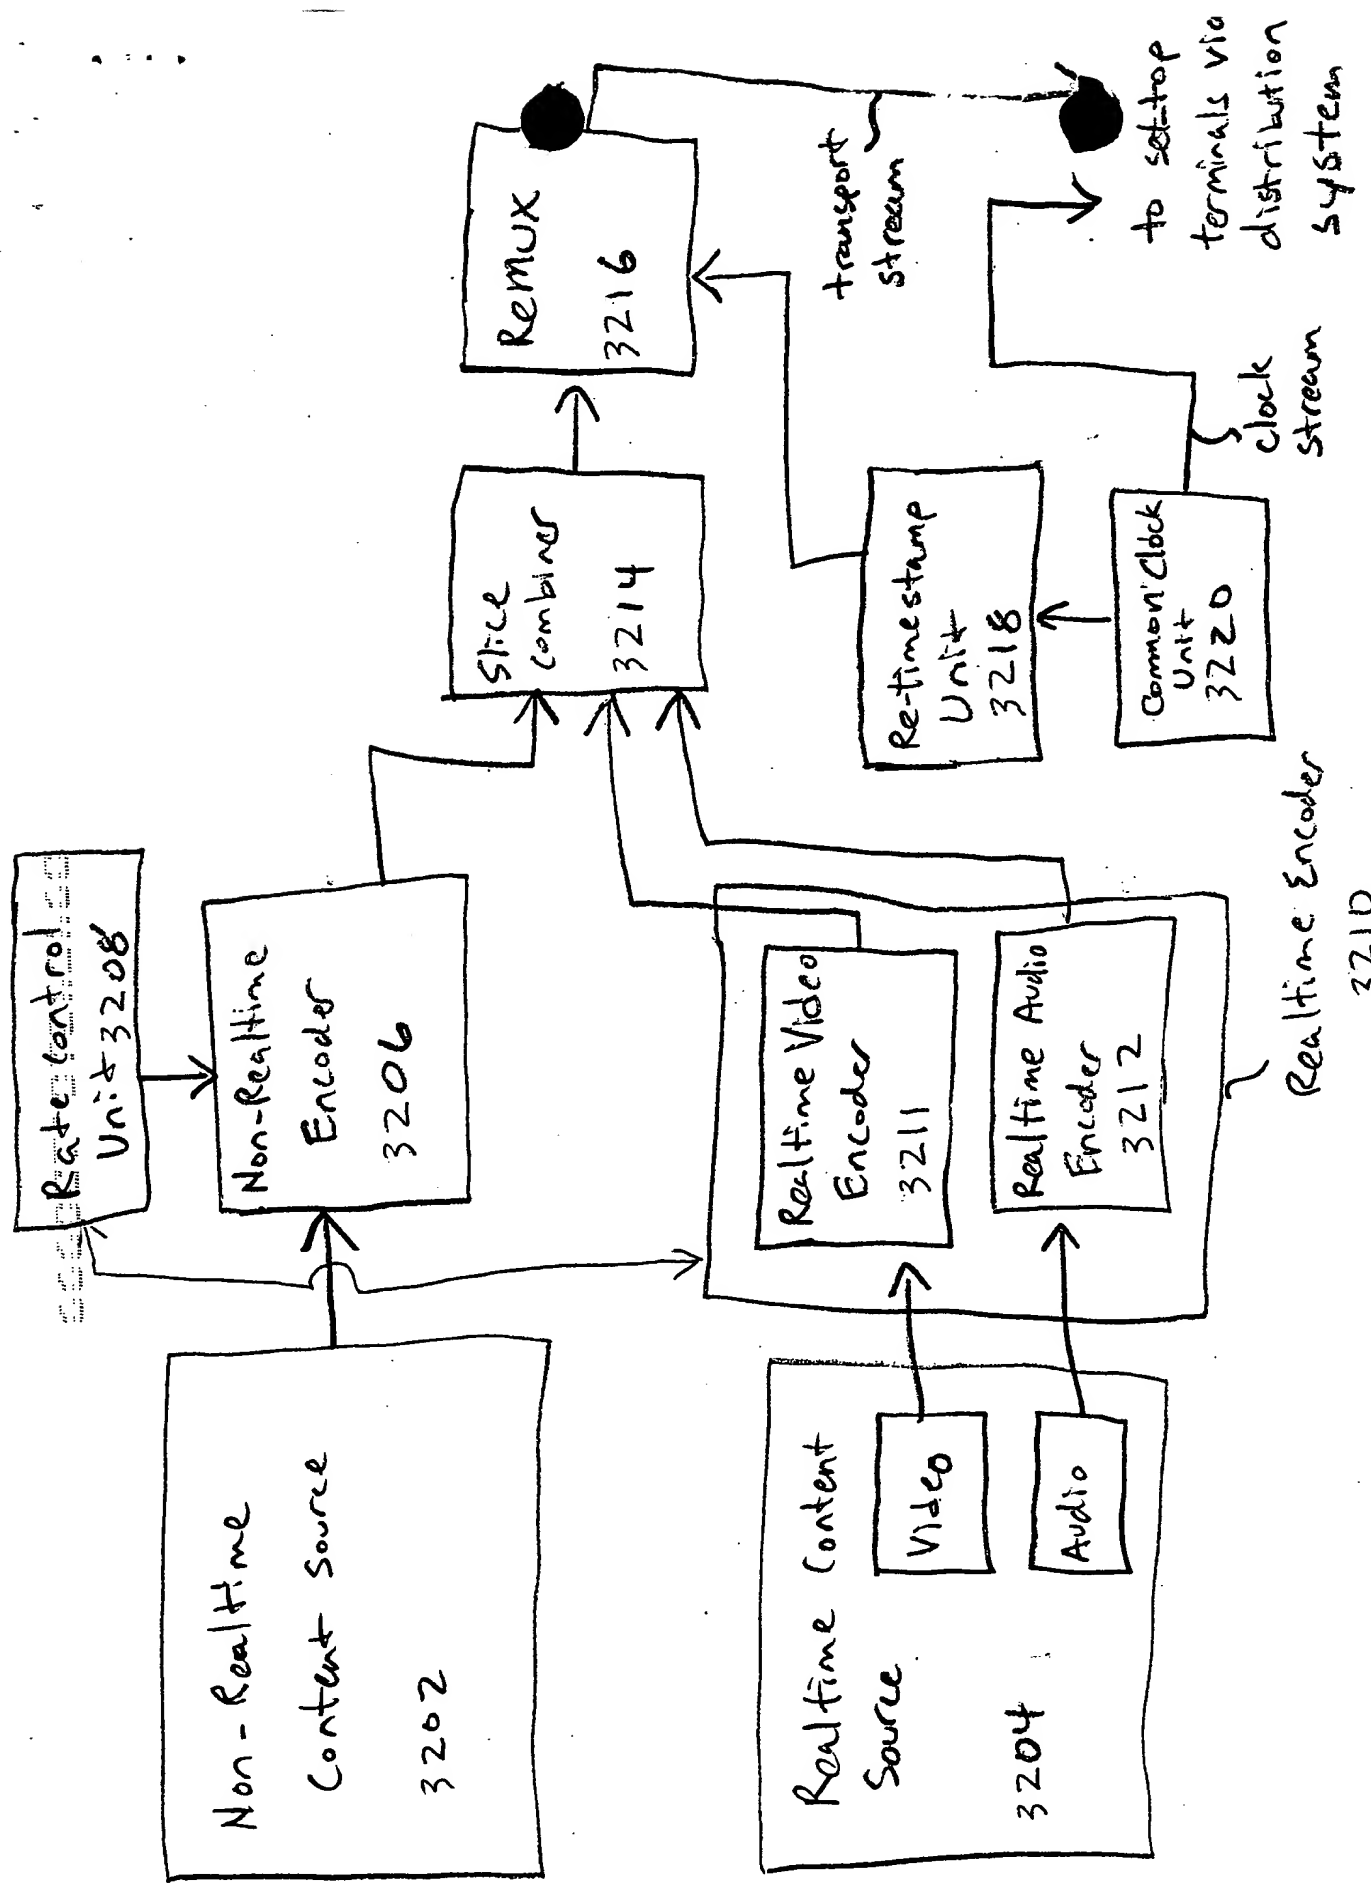 Rate control
Unit 3208
Non-Realtime
Content Source
3202
Non-Realtime
Encoder
3206
Slice
Combiner
3214
Remux
3216
Realtime Content
Source
3204
Video
Audio
Realtime Video
Encoder
3211
Realtime Audio
Encoder
3212
Realtime Encoder
3210
Re-timestamp
Unit
3218
Common Clock
Unit
3220
transport
stream
clock
stream
to set-top
terminals via
distribution
system